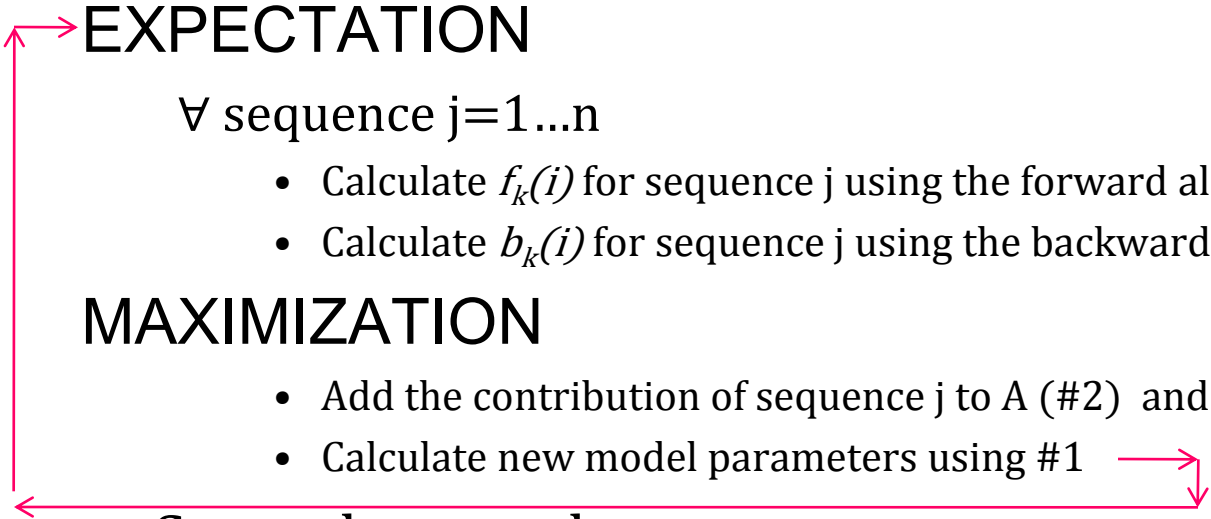 EXPECTATION
∀ sequence j=1…n
• Calculate fₖ(i) for sequence j using the forward al
• Calculate bₖ(i) for sequence j using the backward
MAXIMIZATION
• Add the contribution of sequence j to A (#2) and
• Calculate new model parameters using #1